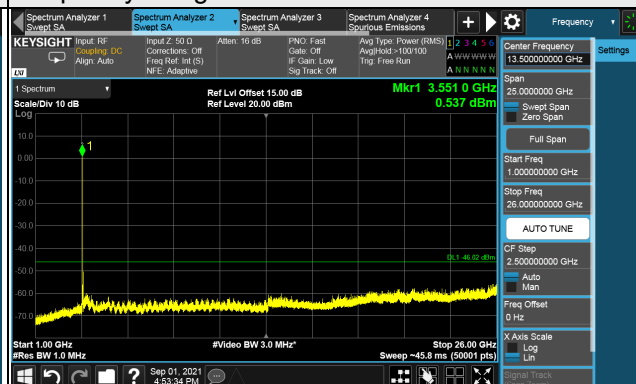 Spectrum Analyzer 1
Swept SA
Spectrum Analyzer 2
Swept SA
Spectrum Analyzer 3
Swept SA
Spectrum Analyzer 4
Spurious Emissions
Frequency
KEYSIGHT
Input: RF
Coupling: DC
Align: Auto
Input Z: 50 Ω
Corrections: Off
Freq Ref: Int (S)
NFE: Adaptive
Atten: 16 dB
PNO: Fast
Gate: Off
IF Gain: Low
Sig Track: Off
Avg Type: Power (RMS)
Avg|Hold:>100/100
Trig: Free Run
1 2 3 4 5 6
A W W W W W
A N N N N N
LXI
1 Spectrum
Scale/Div 10 dB
Log
Ref Lvl Offset 15.00 dB
Ref Level 20.00 dBm
Mkr1 3.551 0 GHz
0.537 dBm
10.0
0.00
-10.0
-20.0
-30.0
-40.0
-50.0
-60.0
-70.0
1
DL1 -46.02 dBm
Start 1.00 GHz
#Res BW 1.0 MHz
#Video BW 3.0 MHz*
Stop 26.00 GHz
Sweep ~45.8 ms (50001 pts)
Sep 01, 2021
4:53:34 PM
Center Frequency
13.500000000 GHz
Settings
Span
25.0000000 GHz
Swept Span
Zero Span
Full Span
Start Freq
1.000000000 GHz
Stop Freq
26.000000000 GHz
AUTO TUNE
CF Step
2.500000000 GHz
Auto
Man
Freq Offset
0 Hz
X Axis Scale
Log
Lin
Signal Track